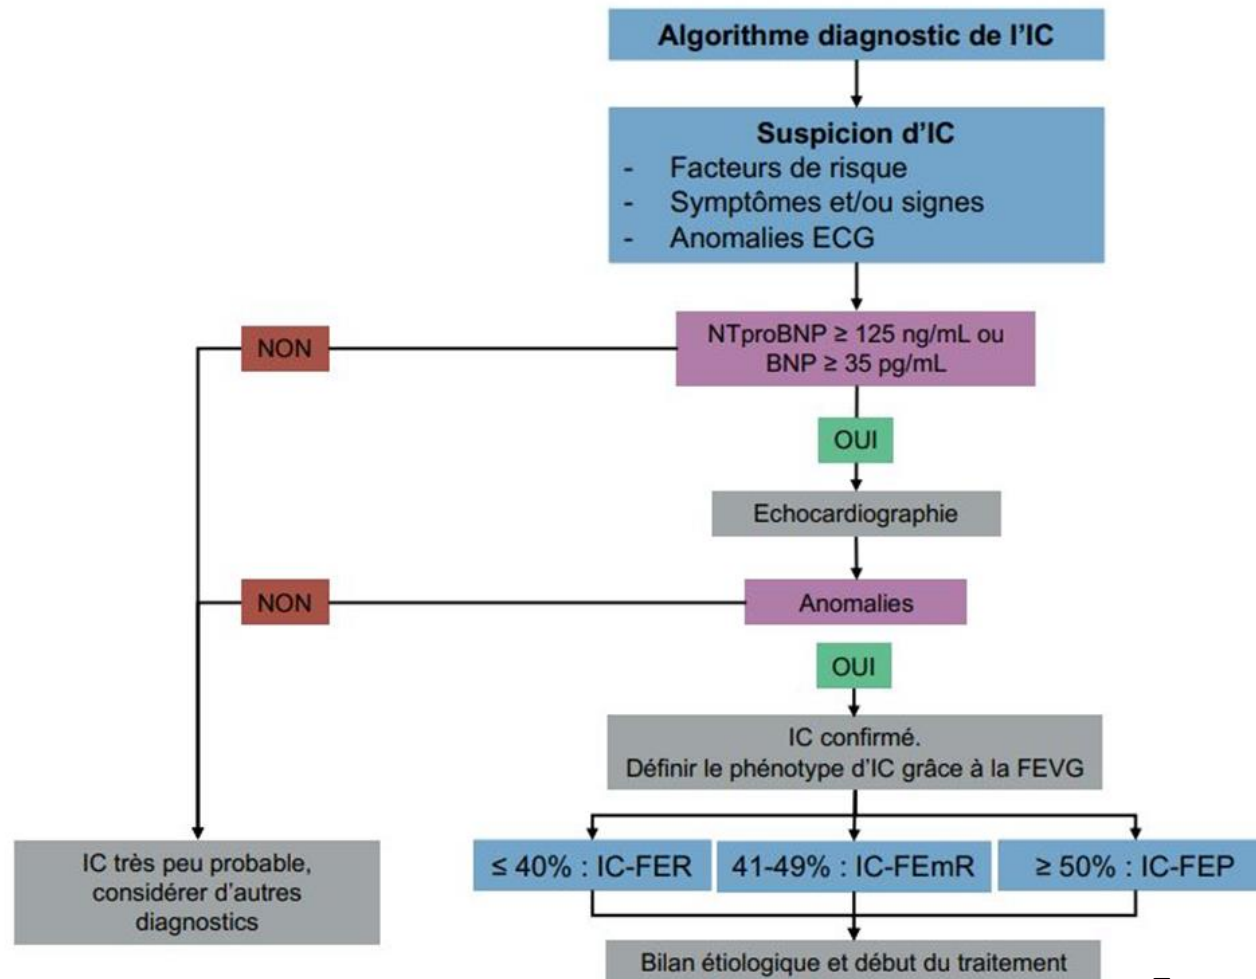 Algorithme diagnostic de l'IC
Suspicion d'IC
- Facteurs de risque
- Symptômes et/ou signes
- Anomalies ECG
NON
NTproBNP ≥ 125 ng/mL ou
BNP ≥ 35 pg/mL
OUI
Echocardiographie
NON
Anomalies
OUI
IC confirmé.
Définir le phénotype d'IC grâce à la FEVG
IC très peu probable,
considérer d'autres
diagnostics
≤ 40% : IC-FER
41-49% : IC-FEmR
≥ 50% : IC-FEP
Bilan étiologique et début du traitement